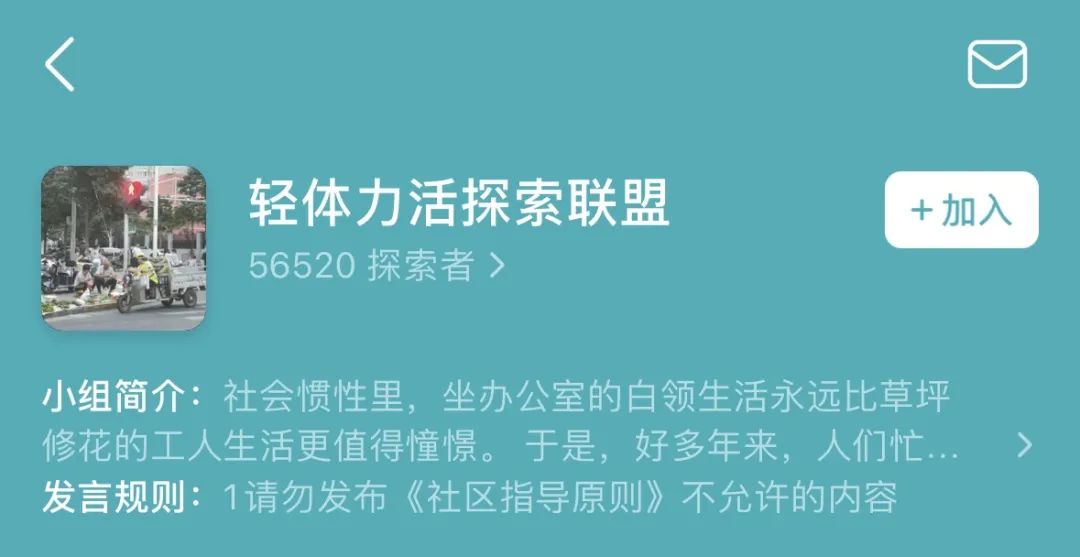 轻体力活探索联盟
+ 加入
56520 探索者 >
小组简介：社会惯性里，坐办公室的白领生活永远比草坪
修花的工人生活更值得憧憬。 于是，好多年来，人们忙...
发言规则：1请勿发布《社区指导原则》不允许的内容